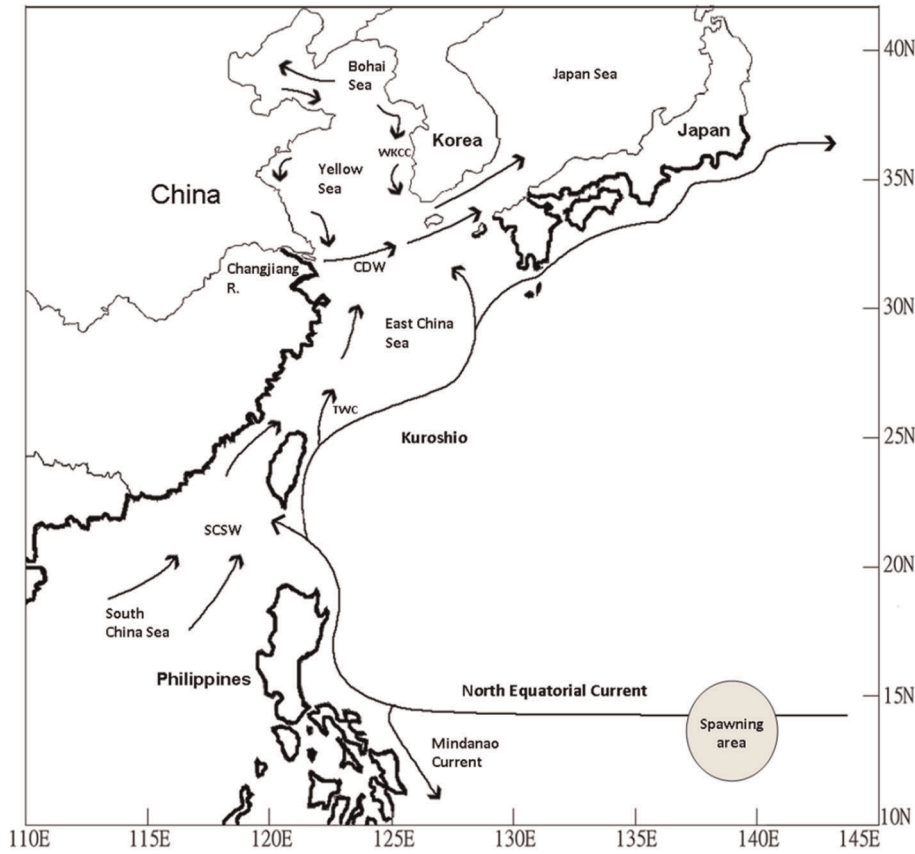 40N
Bohai
Sea
Japan Sea
Japan
Korea
WKCC
Yellow
Sea
35N
China
Changjiang
R.
CDW
30N
East China
Sea
TWC
Kuroshio
25N
SCSW
20N
South
China Sea
Philippines
North Equatorial Current
15N
Spawning
area
Mindanao
Current
10N
110E 115E 120E 125E 130E 135E 140E 145E